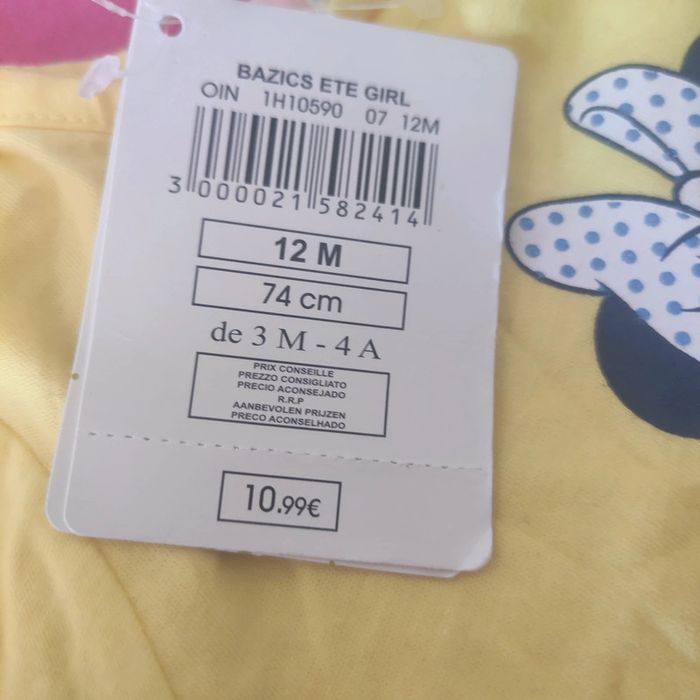 BAZICS ETE GIRL
OIN 1H10590 07 12M
3 000021 582414
12 M
74 cm
de 3 M - 4 A
PRIX CONSEILLE
PREZZO CONSIGLIATO
PRECIO ACONSEJADO
R.R.P
AANBEVOLEN PRIJZEN
PRECO ACONSELHADO
10.99€